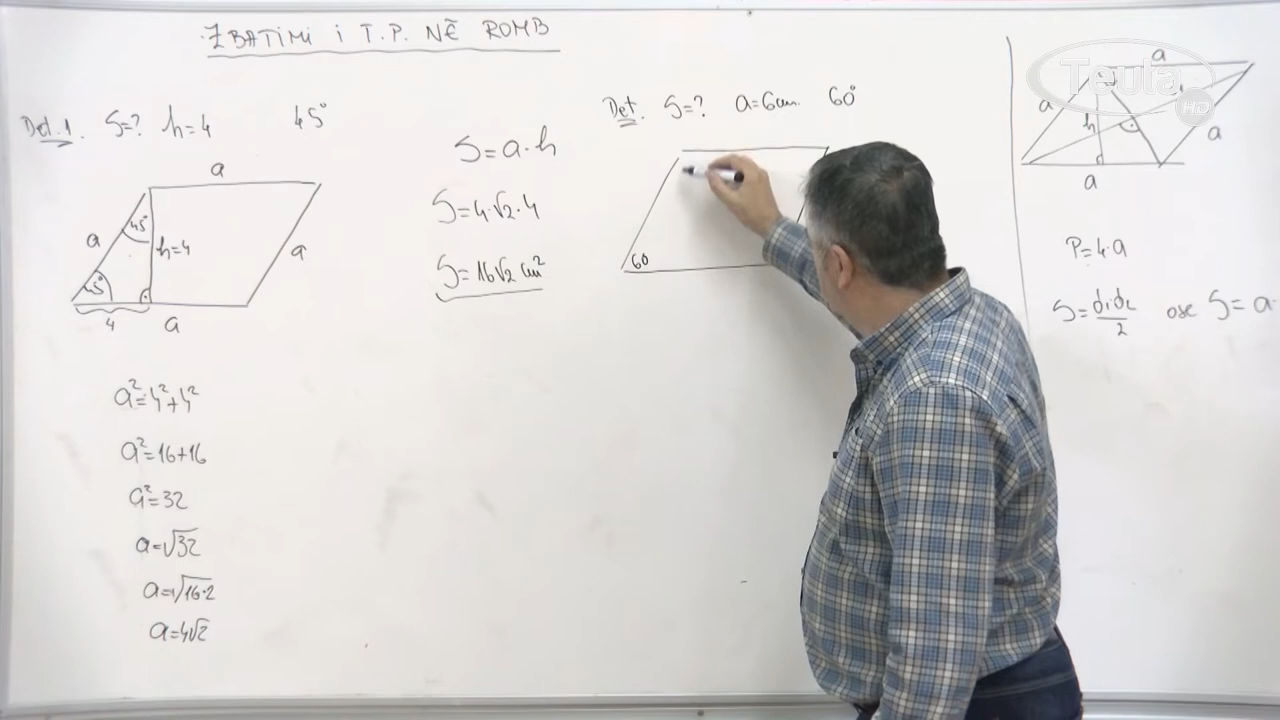 ZBATIMI i T.P. NË ROMB
Det.1 S=? h=4 45°
a
45°
a
h=4
a
45°
4
a
a²=4²+4²
a²=16+16
a²=32
a=√32
a=√16·2
a=4√2
S=a·h
S=4·√2·4
S=16√2 cm²
Det. S=? a=6cm 60°
60
Teuta
HD
a
a
h
a
a
P=4·a
S=d₁d₂/2 ose S=a·